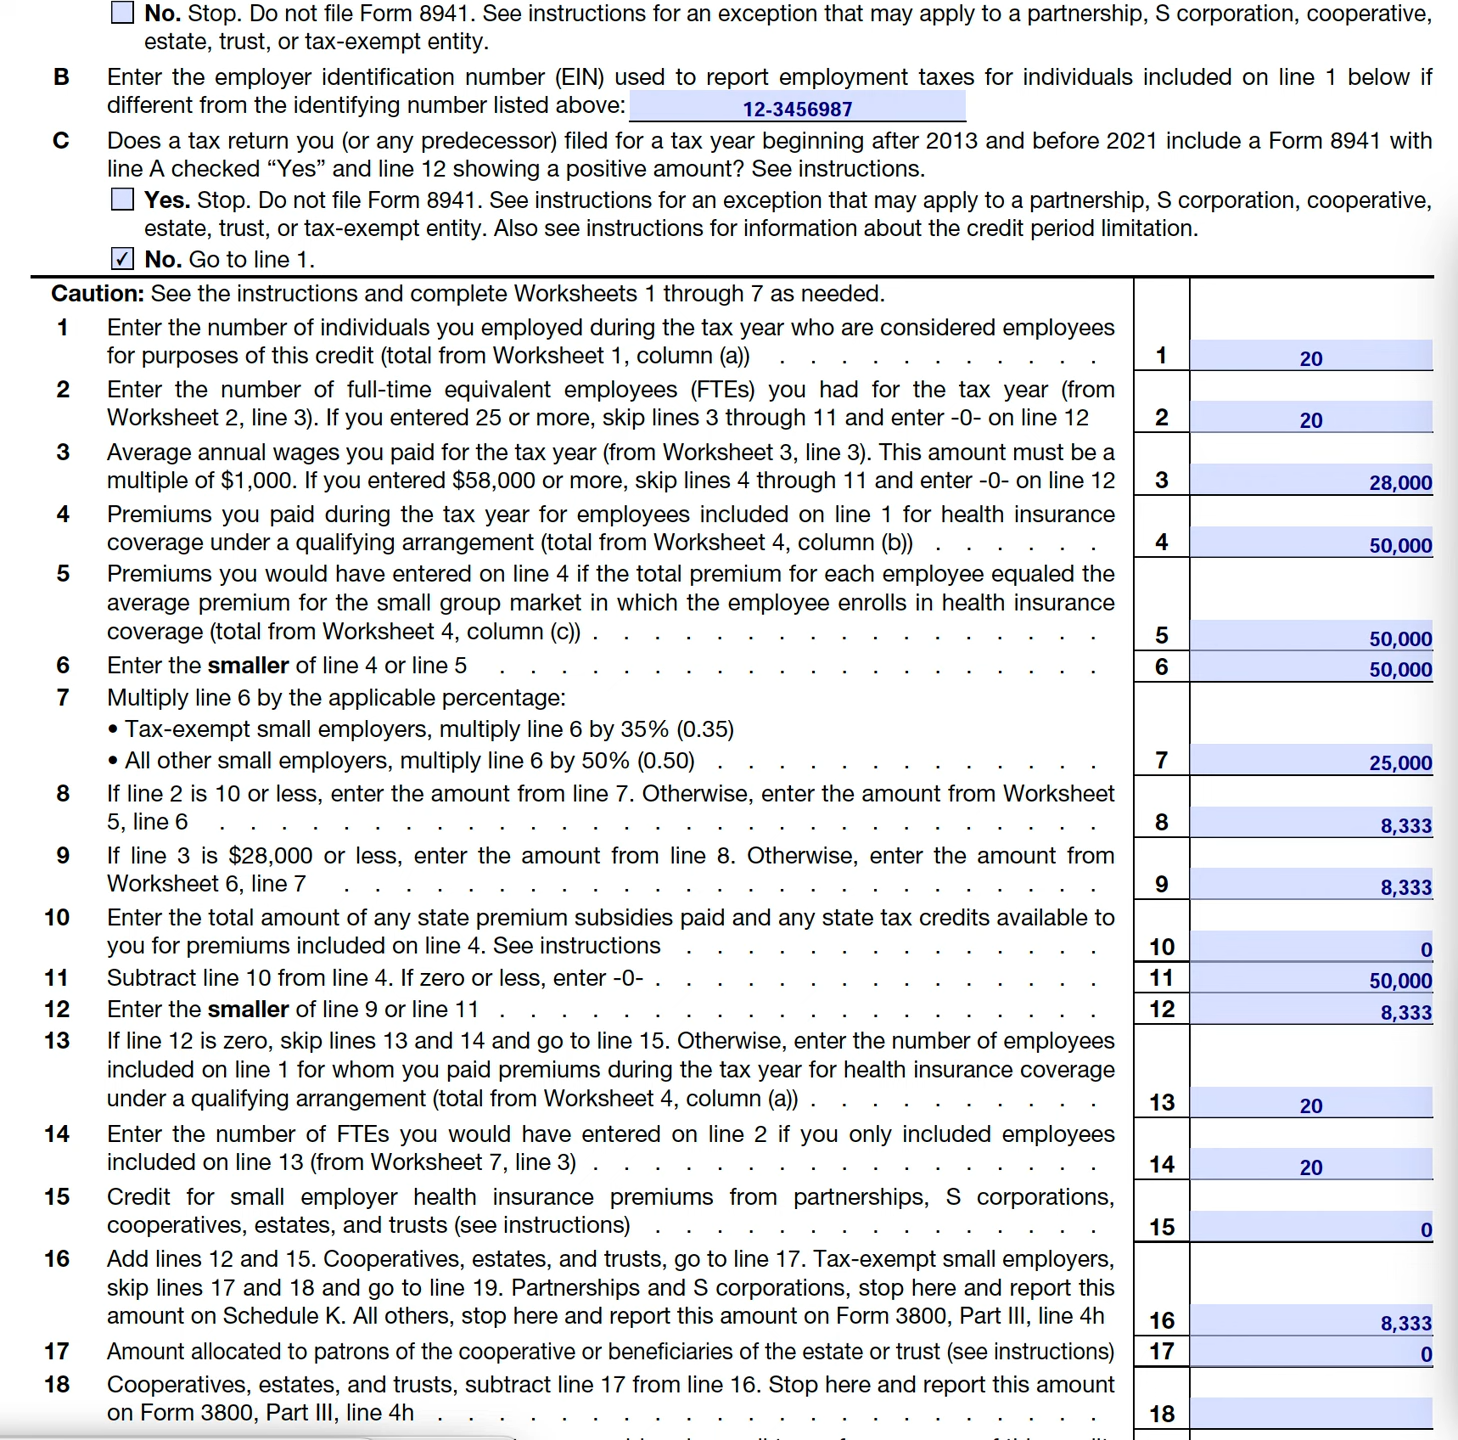 No. Stop. Do not file Form 8941. See instructions for an exception that may apply to a partnership, S corporation, cooperative,
estate, trust, or tax-exempt entity.
B Enter the employer identification number (EIN) used to report employment taxes for individuals included on line 1 below if
different from the identifying number listed above: 12-3456987
C Does a tax return you (or any predecessor) filed for a tax year beginning after 2013 and before 2021 include a Form 8941 with
line A checked “Yes” and line 12 showing a positive amount? See instructions.
Yes. Stop. Do not file Form 8941. See instructions for an exception that may apply to a partnership, S corporation, cooperative,
estate, trust, or tax-exempt entity. Also see instructions for information about the credit period limitation.
✓ No. Go to line 1.
Caution: See the instructions and complete Worksheets 1 through 7 as needed.
1 Enter the number of individuals you employed during the tax year who are considered employees
for purposes of this credit (total from Worksheet 1, column (a)) . . . . . . . . . . . 1 20
2 Enter the number of full-time equivalent employees (FTEs) you had for the tax year (from
Worksheet 2, line 3). If you entered 25 or more, skip lines 3 through 11 and enter -0- on line 12 2 20
3 Average annual wages you paid for the tax year (from Worksheet 3, line 3). This amount must be a
multiple of $1,000. If you entered $58,000 or more, skip lines 4 through 11 and enter -0- on line 12 3 28,000
4 Premiums you paid during the tax year for employees included on line 1 for health insurance
coverage under a qualifying arrangement (total from Worksheet 4, column (b)) . . . . . . 4 50,000
5 Premiums you would have entered on line 4 if the total premium for each employee equaled the
average premium for the small group market in which the employee enrolls in health insurance
coverage (total from Worksheet 4, column (c)) . . . . . . . . . . . . . . . . . 5 50,000
6 Enter the smaller of line 4 or line 5 . . . . . . . . . . . . . . . . . . . . 6 50,000
7 Multiply line 6 by the applicable percentage:
• Tax-exempt small employers, multiply line 6 by 35% (0.35)
• All other small employers, multiply line 6 by 50% (0.50) . . . . . . . . . . . . . 7 25,000
8 If line 2 is 10 or less, enter the amount from line 7. Otherwise, enter the amount from Worksheet
5, line 6 . . . . . . . . . . . . . . . . . . . . . . . . . . . . . 8 8,333
9 If line 3 is $28,000 or less, enter the amount from line 8. Otherwise, enter the amount from
Worksheet 6, line 7 . . . . . . . . . . . . . . . . . . . . . . . . . 9 8,333
10 Enter the total amount of any state premium subsidies paid and any state tax credits available to
you for premiums included on line 4. See instructions . . . . . . . . . . . . . . 10 0
11 Subtract line 10 from line 4. If zero or less, enter -0- . . . . . . . . . . . . . . . 11 50,000
12 Enter the smaller of line 9 or line 11 . . . . . . . . . . . . . . . . . . . . 12 8,333
13 If line 12 is zero, skip lines 13 and 14 and go to line 15. Otherwise, enter the number of employees
included on line 1 for whom you paid premiums during the tax year for health insurance coverage
under a qualifying arrangement (total from Worksheet 4, column (a)) . . . . . . . . . . 13 20
14 Enter the number of FTEs you would have entered on line 2 if you only included employees
included on line 13 (from Worksheet 7, line 3) . . . . . . . . . . . . . . . . . 14 20
15 Credit for small employer health insurance premiums from partnerships, S corporations,
cooperatives, estates, and trusts (see instructions) . . . . . . . . . . . . . . . 15 0
16 Add lines 12 and 15. Cooperatives, estates, and trusts, go to line 17. Tax-exempt small employers,
skip lines 17 and 18 and go to line 19. Partnerships and S corporations, stop here and report this
amount on Schedule K. All others, stop here and report this amount on Form 3800, Part III, line 4h 16 8,333
17 Amount allocated to patrons of the cooperative or beneficiaries of the estate or trust (see instructions) 17 0
18 Cooperatives, estates, and trusts, subtract line 17 from line 16. Stop here and report this amount
on Form 3800, Part III, line 4h . . . . . . . . . . . . . . . . . . . . . . 18